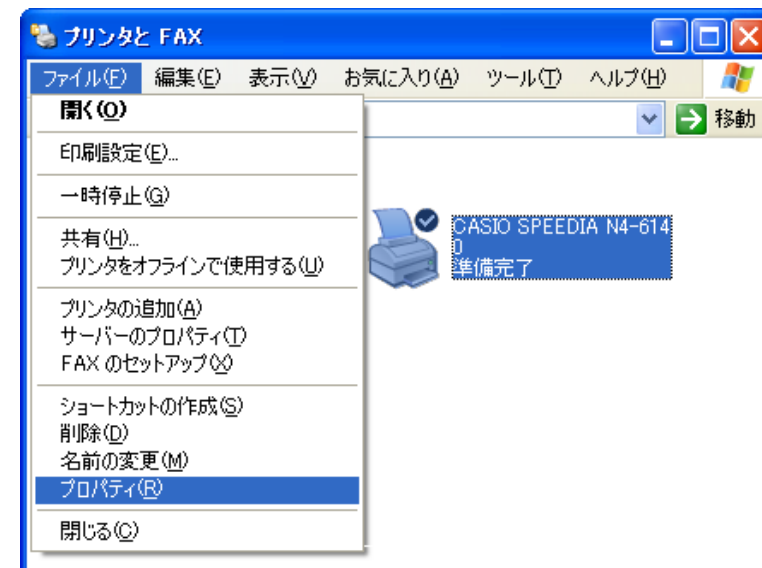 プリンタと FAX
ファイル(F) 編集(E) 表示(V) お気に入り(A) ツール(T) ヘルプ(H)
移動
開く(O)
印刷設定(E)...
一時停止(G)
共有(H)...
プリンタをオフラインで使用する(U)
プリンタの追加(A)
サーバーのプロパティ(T)
FAX のセットアップ(X)
ショートカットの作成(S)
削除(D)
名前の変更(M)
プロパティ(R)
閉じる(C)
CASIO SPEEDIA N4-614
0
準備完了